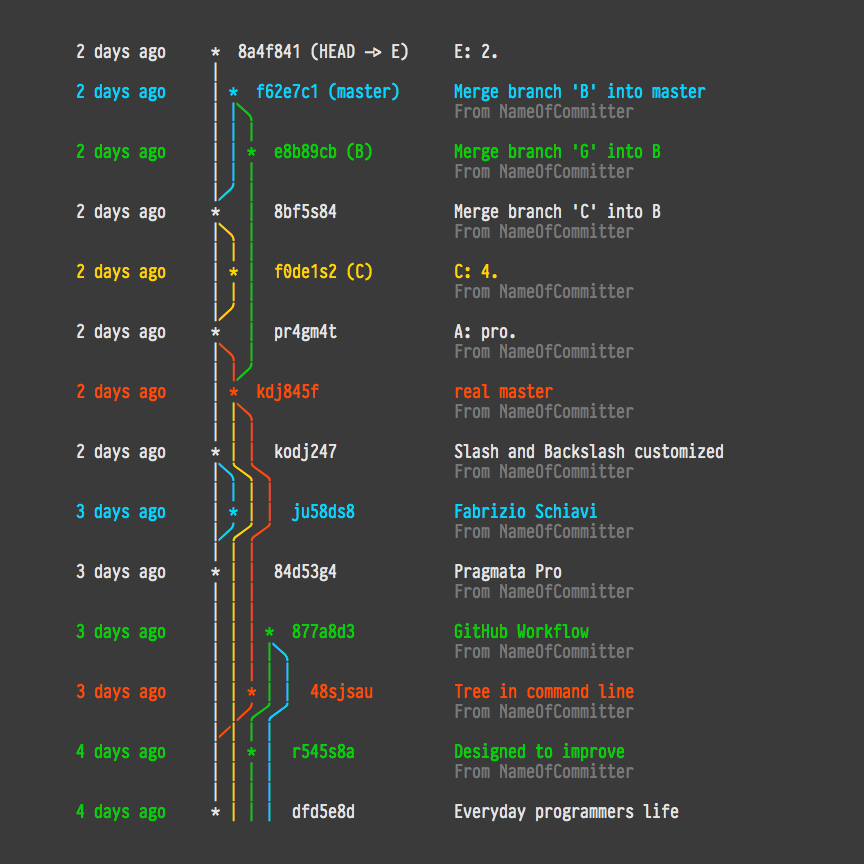 2 days ago * 8a4f841 (HEAD -> E) E: 2.
2 days ago * f62e7c1 (master) Merge branch 'B' into master
From NameOfCommitter
2 days ago * e8b89cb (B) Merge branch 'G' into B
From NameOfCommitter
2 days ago * 8bf5s84 Merge branch 'C' into B
From NameOfCommitter
2 days ago * f0de1s2 (C) C: 4.
From NameOfCommitter
2 days ago * pr4gm4t A: pro.
From NameOfCommitter
2 days ago * kdj845f real master
From NameOfCommitter
2 days ago * kodj247 Slash and Backslash customized
From NameOfCommitter
3 days ago * ju58ds8 Fabrizio Schiavi
From NameOfCommitter
3 days ago * 84d53g4 Pragmata Pro
From NameOfCommitter
3 days ago * 877a8d3 GitHub Workflow
From NameOfCommitter
3 days ago * 48sjsau Tree in command line
From NameOfCommitter
4 days ago * r545s8a Designed to improve
From NameOfCommitter
4 days ago * dfd5e8d Everyday programmers life